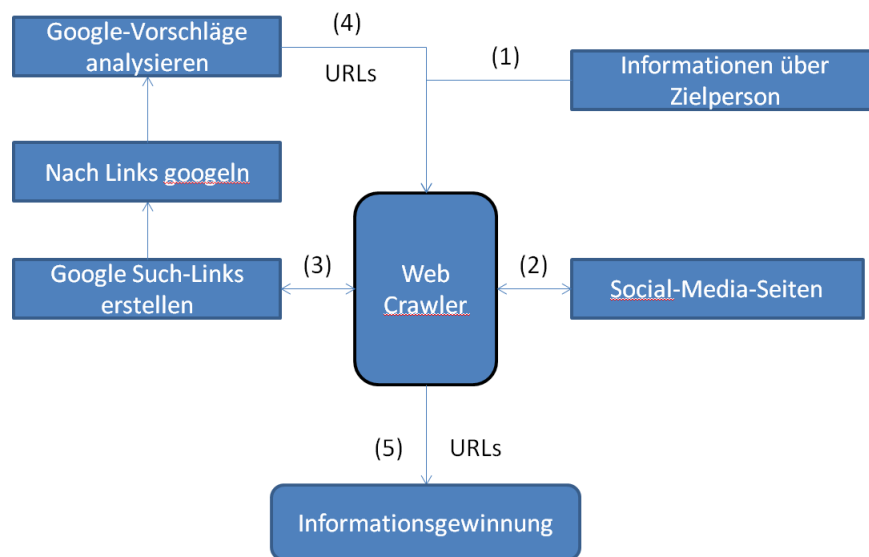 Google-Vorschläge
analysieren
(4)
URLs
(1)
Informationen über
Zielperson
Nach Links googeln
Google Such-Links
erstellen
(3)
Web
Crawler
(2)
Social-Media-Seiten
(5)
URLs
Informationsgewinnung